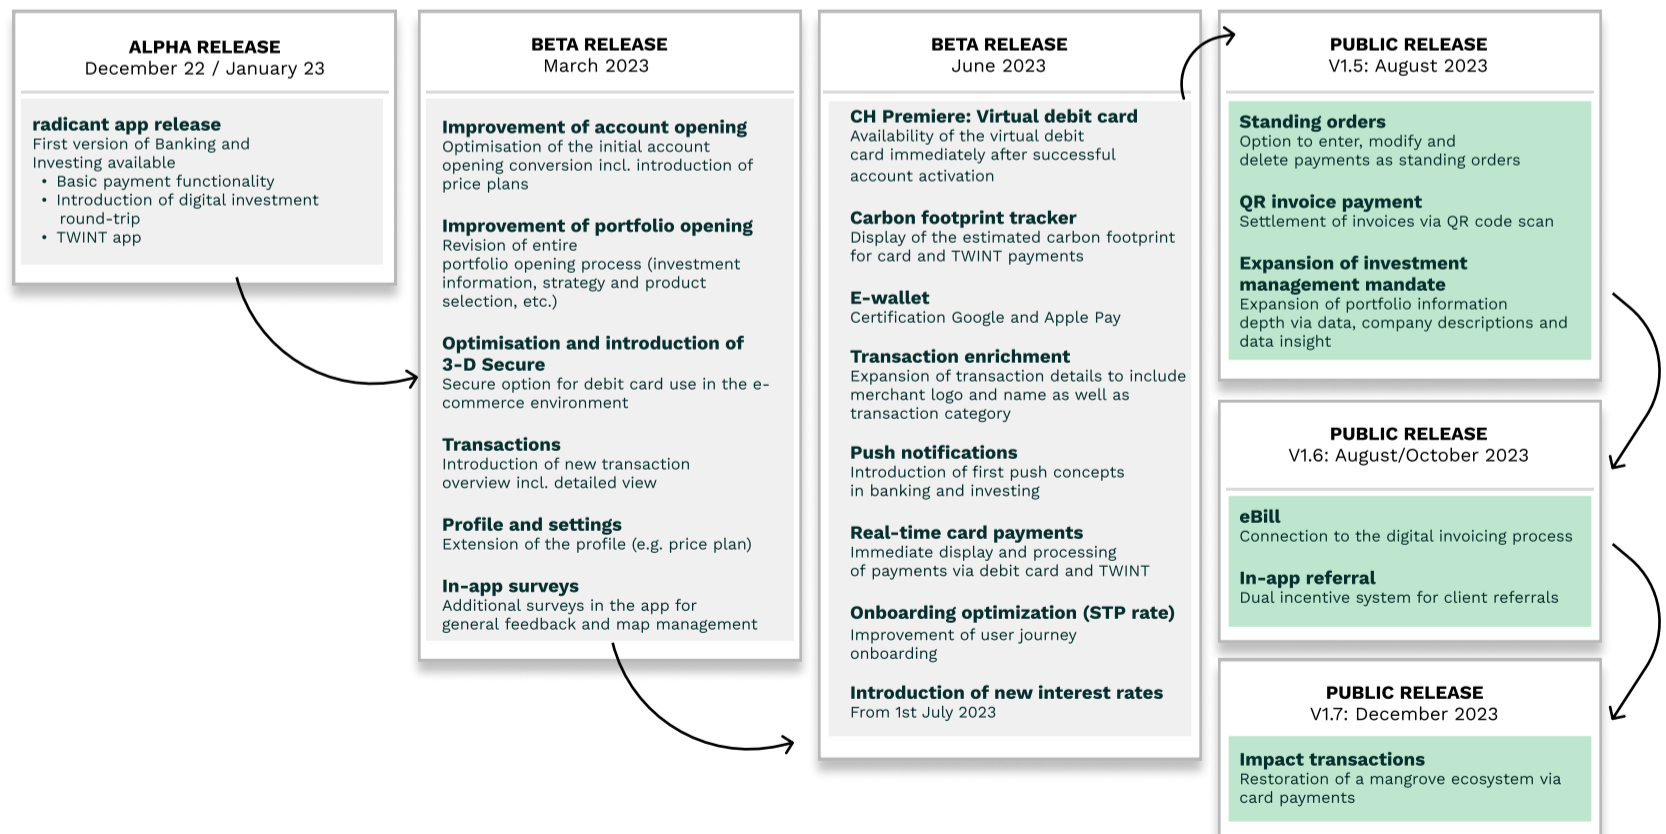 ALPHA RELEASE
December 22 / January 23
radicant app release
First version of Banking and
Investing available
• Basic payment functionality
• Introduction of digital investment
round-trip
• TWINT app
BETA RELEASE
March 2023
Improvement of account opening
Optimisation of the initial account
opening conversion incl. introduction of
price plans
Improvement of portfolio opening
Revision of entire
portfolio opening process (investment
information, strategy and product
selection, etc.)
Optimisation and introduction of
3-D Secure
Secure option for debit card use in the e-
commerce environment
Transactions
Introduction of new transaction
overview incl. detailed view
Profile and settings
Extension of the profile (e.g. price plan)
In-app surveys
Additional surveys in the app for
general feedback and map management
BETA RELEASE
June 2023
CH Premiere: Virtual debit card
Availability of the virtual debit
card immediately after successful
account activation
Carbon footprint tracker
Display of the estimated carbon footprint
for card and TWINT payments
E-wallet
Certification Google and Apple Pay
Transaction enrichment
Expansion of transaction details to include
merchant logo and name as well as
transaction category
Push notifications
Introduction of first push concepts
in banking and investing
Real-time card payments
Immediate display and processing
of payments via debit card and TWINT
Onboarding optimization (STP rate)
Improvement of user journey
onboarding
Introduction of new interest rates
From 1st July 2023
PUBLIC RELEASE
V1.5: August 2023
Standing orders
Option to enter, modify and
delete payments as standing orders
QR invoice payment
Settlement of invoices via QR code scan
Expansion of investment
management mandate
Expansion of portfolio information
depth via data, company descriptions and
data insight
PUBLIC RELEASE
V1.6: August/October 2023
eBill
Connection to the digital invoicing process
In-app referral
Dual incentive system for client referrals
PUBLIC RELEASE
V1.7: December 2023
Impact transactions
Restoration of a mangrove ecosystem via
card payments